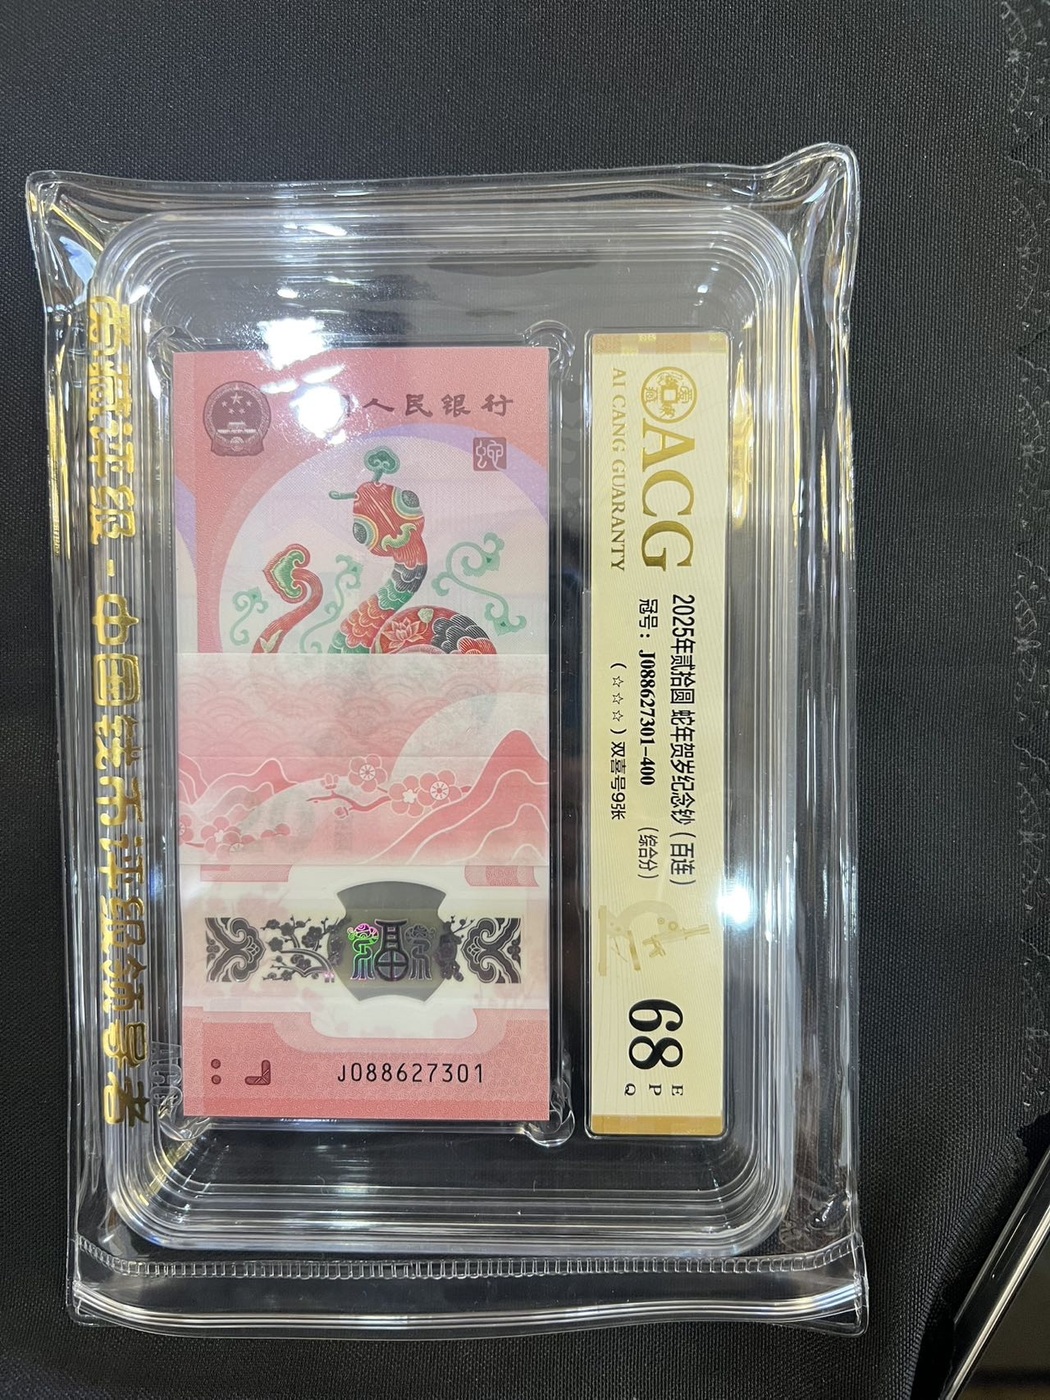 爱藏评级 - 中国钱币评级领导者
人民银行
福
J088627301
ACG
AI CANG GUARANTY
2025年贰拾圆 蛇年贺岁纪念钞（百连）
冠号：J088627301-400 （综合分）
（☆☆☆☆）双喜号9张
68
E
P
Q